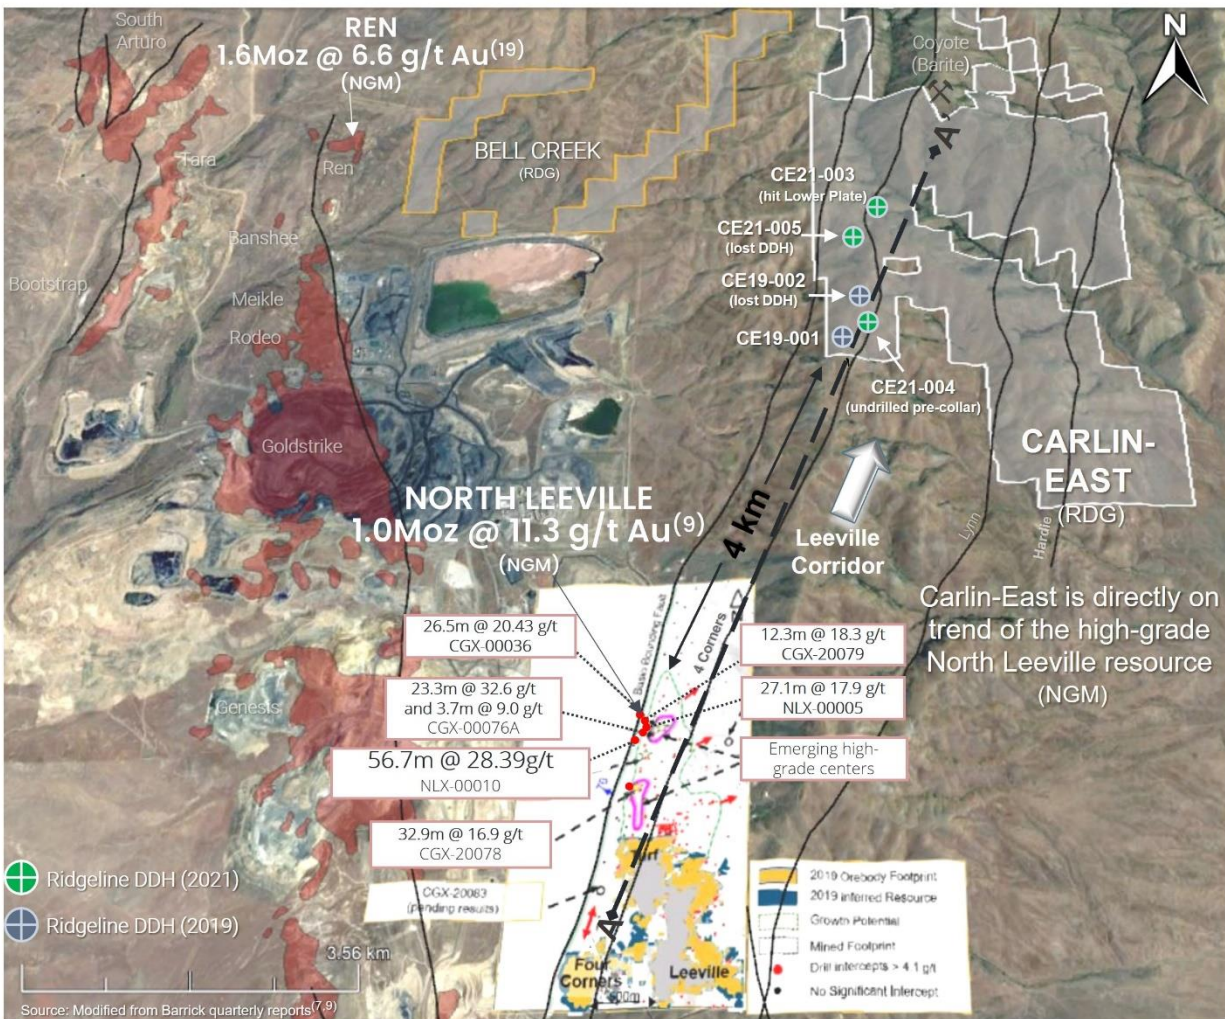 South
Arturo
REN
1.6Moz @ 6.6 g/t Au(19)
(NGM)
Coyote
(Barite)
N
Tara
Ren
BELL CREEK
(RDG)
A'
CE21-003
(hit Lower Plate)
CE21-005
(lost DDH)
Banshee
Bootstrap
Meikle
CE19-002
(lost DDH)
Rodeo
CE19-001
CE21-004
(undrilled pre-collar)
Goldstrike
CARLIN-
EAST
(RDG)
NORTH LEEVILLE
1.0Moz @ 11.3 g/t Au(9)
(NGM)
4 km
Leeville
Corridor
Lynn
Hardie
Carlin-East is directly on
trend of the high-grade
North Leeville resource
(NGM)
Basin Bounding Fault
4 Corners
26.5m @ 20.43 g/t
CGX-00036
12.3m @ 18.3 g/t
CGX-20079
23.3m @ 32.6 g/t
and 3.7m @ 9.0 g/t
CGX-00076A
27.1m @ 17.9 g/t
NLX-00005
Genesis
56.7m @ 28.39g/t
NLX-00010
Emerging high-
grade centers
32.9m @ 16.9 g/t
CGX-20078
Turf
CGX-20083
(pending results)
A
Four
Corners
Leeville
Ridgeline DDH (2021)
Ridgeline DDH (2019)
3.56 km
2019 Orebody Footprint
2019 Inferred Resource
Growth Potential
Mined Footprint
Drill intercepts > 4.1 g/t
No Significant Intercept
Source: Modified from Barrick quarterly reports(7,9)